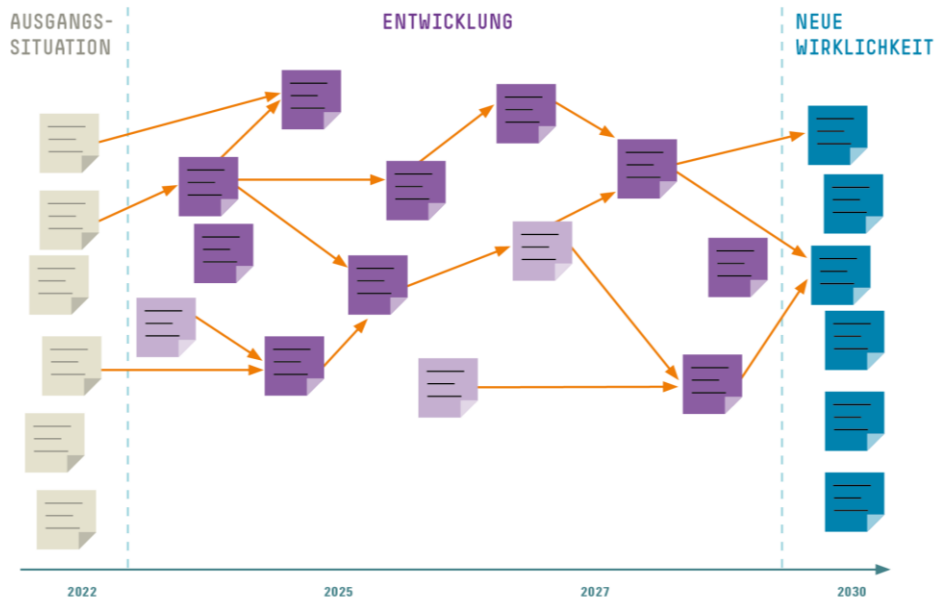 AUSGANGS-
SITUATION
ENTWICKLUNG
NEUE
WIRKLICHKEIT
2022
2025
2027
2030